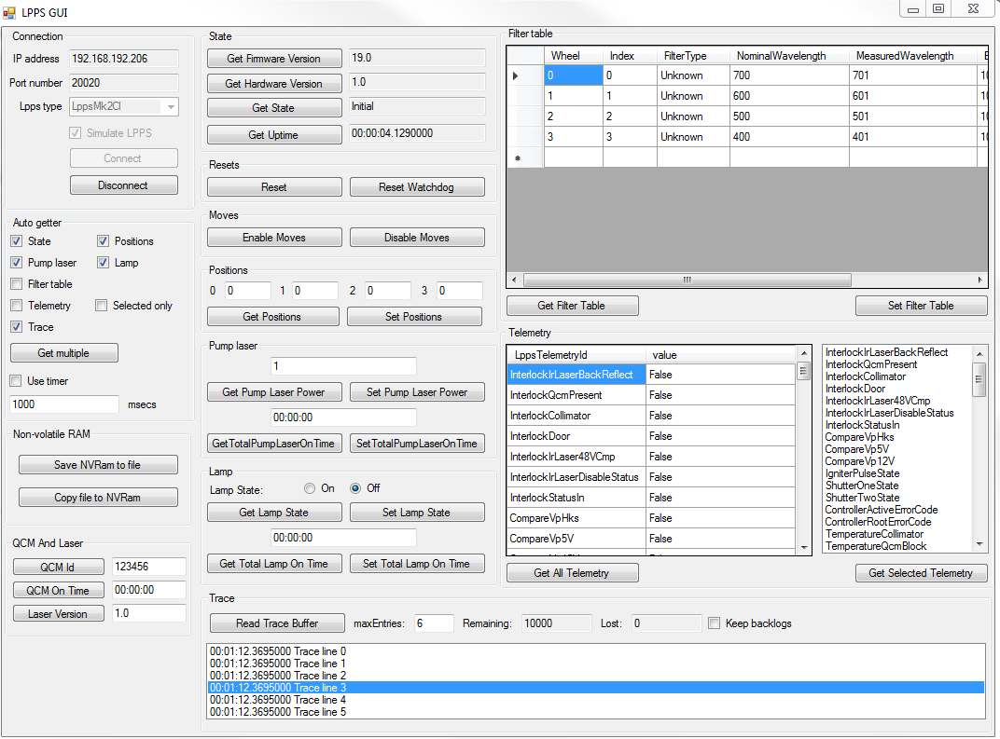 LPPS GUI
Connection
IP address 192.168.192.206
Port number 20020
Lpps type LppsMk2Cl
Simulate LPPS
Connect
Disconnect
Auto getter
State Positions
Pump laser Lamp
Filter table
Telemetry Selected only
Trace
Get multiple
Use timer
1000 msecs
Non-volatile RAM
Save NVRam to file
Copy file to NVRam
QCM And Laser
QCM Id 123456
QCM On Time 00:00:00
Laser Version 1.0
State
Get Firmware Version 19.0
Get Hardware Version 1.0
Get State Initial
Get Uptime 00:00:04.1290000
Resets
Reset Reset Watchdog
Moves
Enable Moves Disable Moves
Positions
0 0 1 0 2 0 3 0
Get Positions Set Positions
Pump laser
1
Get Pump Laser Power Set Pump Laser Power
00:00:00
GetTotalPumpLaserOnTime SetTotalPumpLaserOnTime
Lamp
Lamp State: On Off
Get Lamp State Set Lamp State
00:00:00
Get Total Lamp On Time Set Total Lamp On Time
Filter table
Wheel Index FilterType NominalWavelength MeasuredWavelength
0 0 Unknown 700 701
1 1 Unknown 600 601
2 2 Unknown 500 501
3 3 Unknown 400 401
Get Filter Table Set Filter Table
Telemetry
LppsTelemetryId value
InterlockIrLaserBackReflect False
InterlockQcmPresent False
InterlockCollimator False
InterlockDoor False
InterlockIrLaser48VCmp False
InterlockIrLaserDisableStatus False
InterlockStatusIn False
CompareVpHks False
CompareVp5V False
Get All Telemetry
InterlockIrLaserBackReflect
InterlockQcmPresent
InterlockCollimator
InterlockDoor
InterlockIrLaser48VCmp
InterlockIrLaserDisableStatus
InterlockStatusIn
CompareVpHks
CompareVp5V
CompareVp12V
IgniterPulseState
ShutterOneState
ShutterTwoState
ControllerActiveErrorCode
ControllerRootErrorCode
TemperatureCollimator
TemperatureQcmBlock
Get Selected Telemetry
Trace
Read Trace Buffer maxEntries: 6 Remaining: 10000 Lost: 0 Keep backlogs
00:01:12.3695000 Trace line 0
00:01:12.3695000 Trace line 1
00:01:12.3695000 Trace line 2
00:01:12.3695000 Trace line 3
00:01:12.3695000 Trace line 4
00:01:12.3695000 Trace line 5